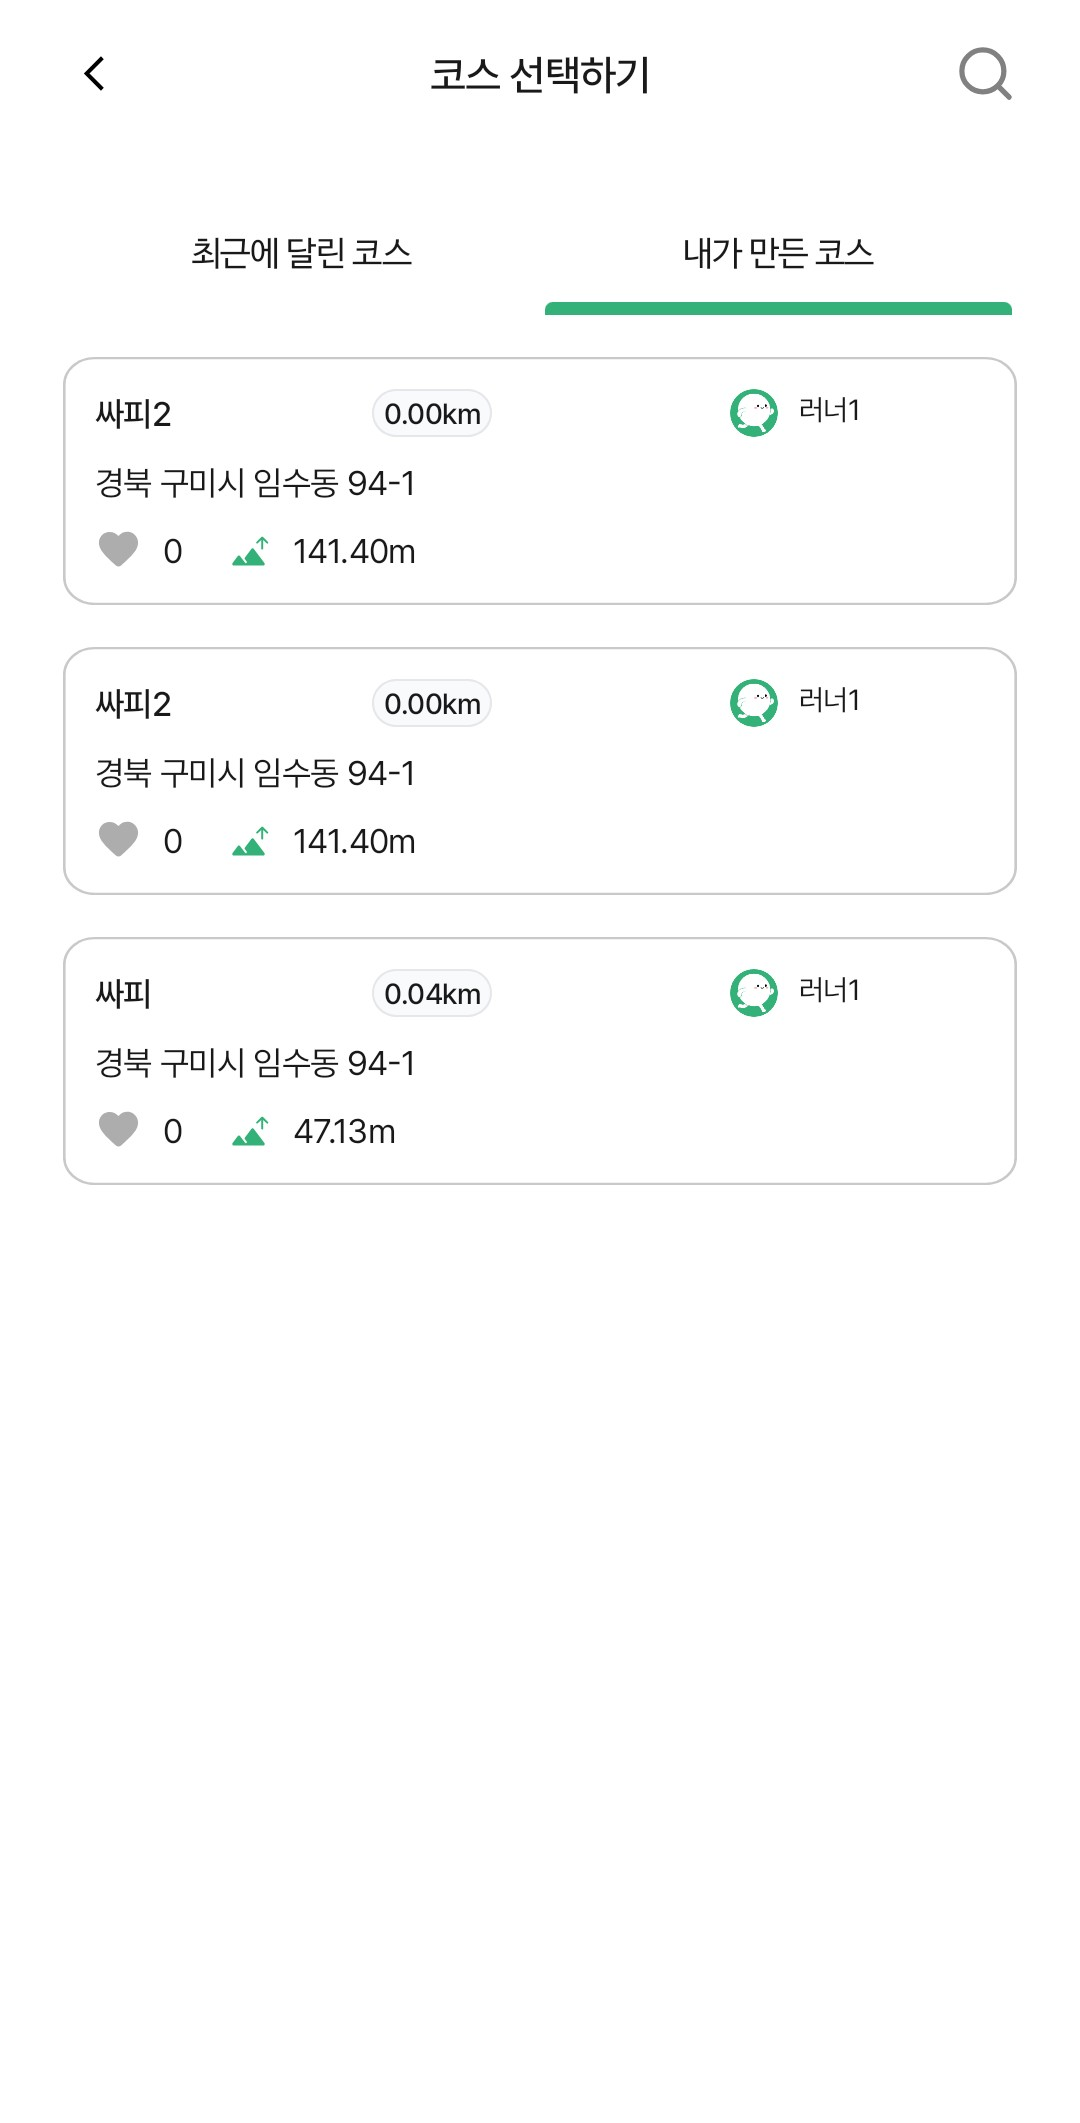 코스 선택하기
최근에 달린 코스 내가 만든 코스
싸피2 0.00km 러너1
경북 구미시 임수동 94-1
0 141.40m
싸피2 0.00km 러너1
경북 구미시 임수동 94-1
0 141.40m
싸피 0.04km 러너1
경북 구미시 임수동 94-1
0 47.13m